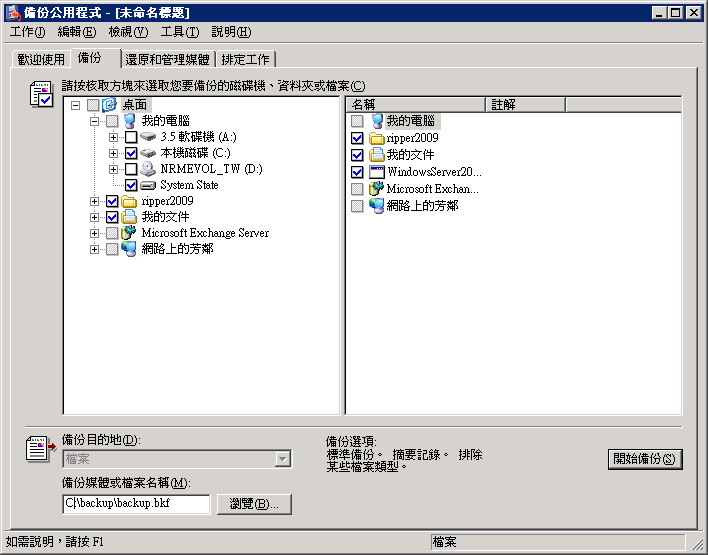 備份公用程式 - [未命名標題]
工作(J) 編輯(E) 檢視(V) 工具(T) 說明(H)
歡迎使用 備份 還原和管理媒體 排定工作
請按核取方塊來選取您要備份的磁碟機、資料夾或檔案(C)
桌面
我的電腦
3.5 軟碟機 (A:)
本機磁碟 (C:)
NRMEVOL_TW (D:)
System State
ripper2009
我的文件
Microsoft Exchange Server
網路上的芳鄰
名稱 註解
我的電腦
ripper2009
我的文件
WindowsServer20...
Microsoft Exchan...
網路上的芳鄰
備份目的地(D):
檔案
備份媒體或檔案名稱(M):
C:\backup\backup.bkf
瀏覽(B)...
備份選項:
標準備份。 摘要記錄。 排除
某些檔案類型。
開始備份(S)
如需說明，請按 F1
檔案